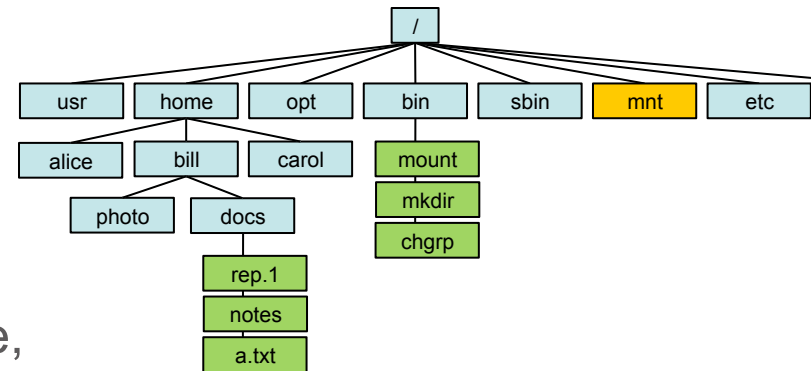 /
usr home opt bin sbin mnt etc
alice bill carol mount
photo docs mkdir
chgrp
rep.1
notes
e,
a.txt